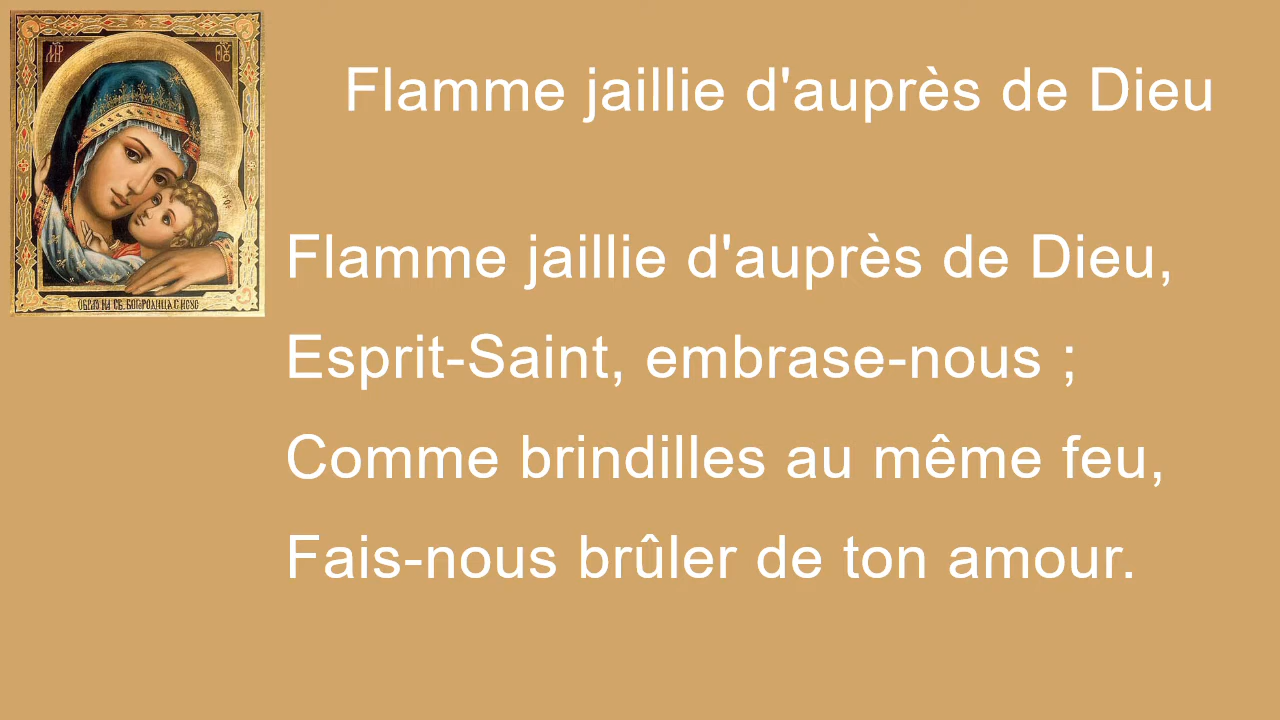 Flamme jaillie d'auprès de Dieu
Flamme jaillie d'auprès de Dieu,
Esprit-Saint, embrase-nous ;
Comme brindilles au même feu,
Fais-nous brûler de ton amour.